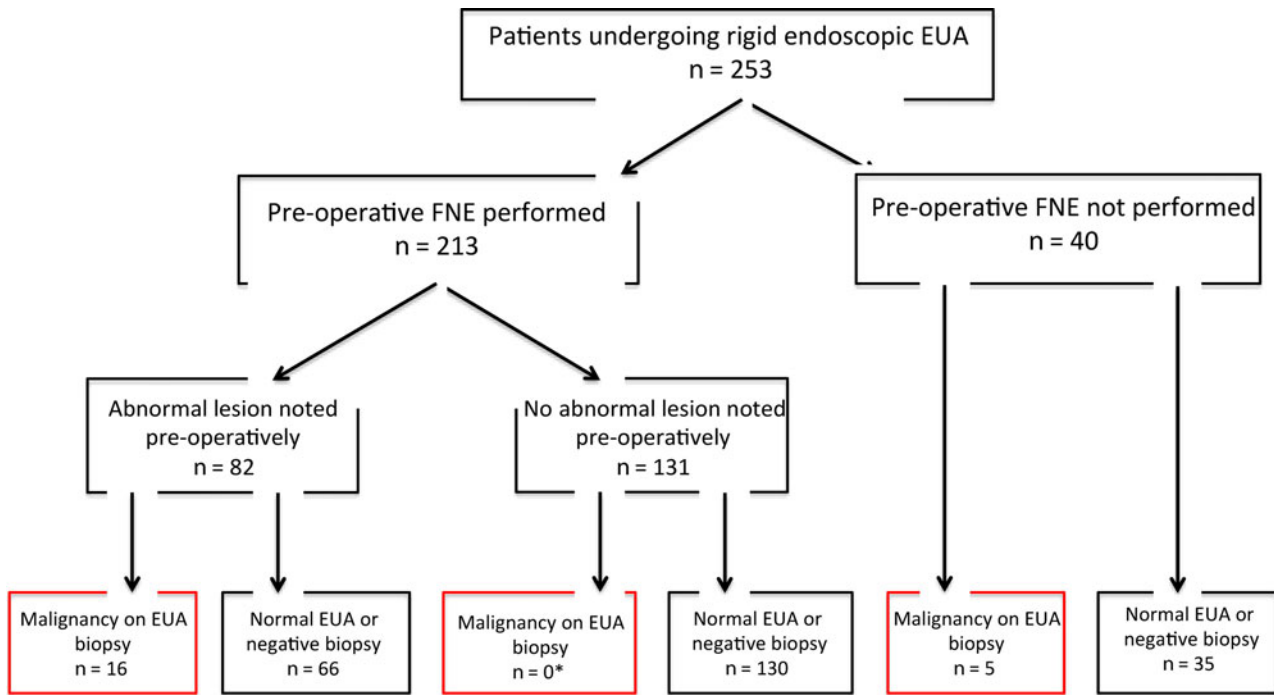 Patients undergoing rigid endoscopic EUA
n = 253
Pre-operative FNE performed
n = 213
Pre-operative FNE not performed
n = 40
Abnormal lesion noted
pre-operatively
n = 82
No abnormal lesion noted
pre-operatively
n = 131
Malignancy on EUA
biopsy
n = 16
Normal EUA or
negative biopsy
n = 66
Malignancy on EUA
biopsy
n = 0*
Normal EUA or
negative biopsy
n = 130
Malignancy on EUA
biopsy
n = 5
Normal EUA or
negative biopsy
n = 35